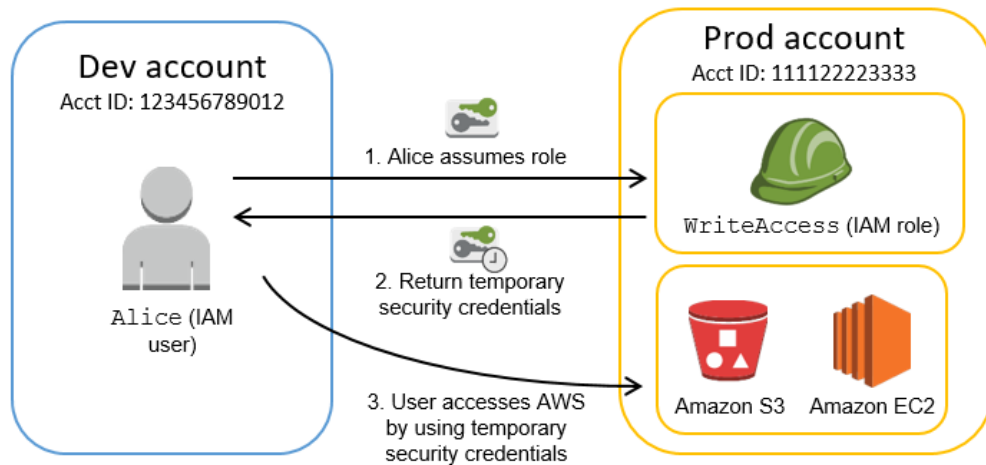 Dev account
Acct ID: 123456789012
Alice (IAM
user)
1. Alice assumes role
2. Return temporary
security credentials
3. User accesses AWS
by using temporary
security credentials
Prod account
Acct ID: 111122223333
WriteAccess (IAM role)
Amazon S3
Amazon EC2